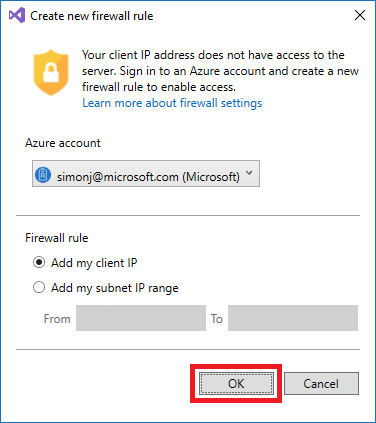 Create new firewall rule
Your client IP address does not have access to the
server. Sign in to an Azure account and create a new
firewall rule to enable access.
Learn more about firewall settings
Azure account
simonj@microsoft.com (Microsoft)
Firewall rule
Add my client IP
Add my subnet IP range
From To
OK Cancel